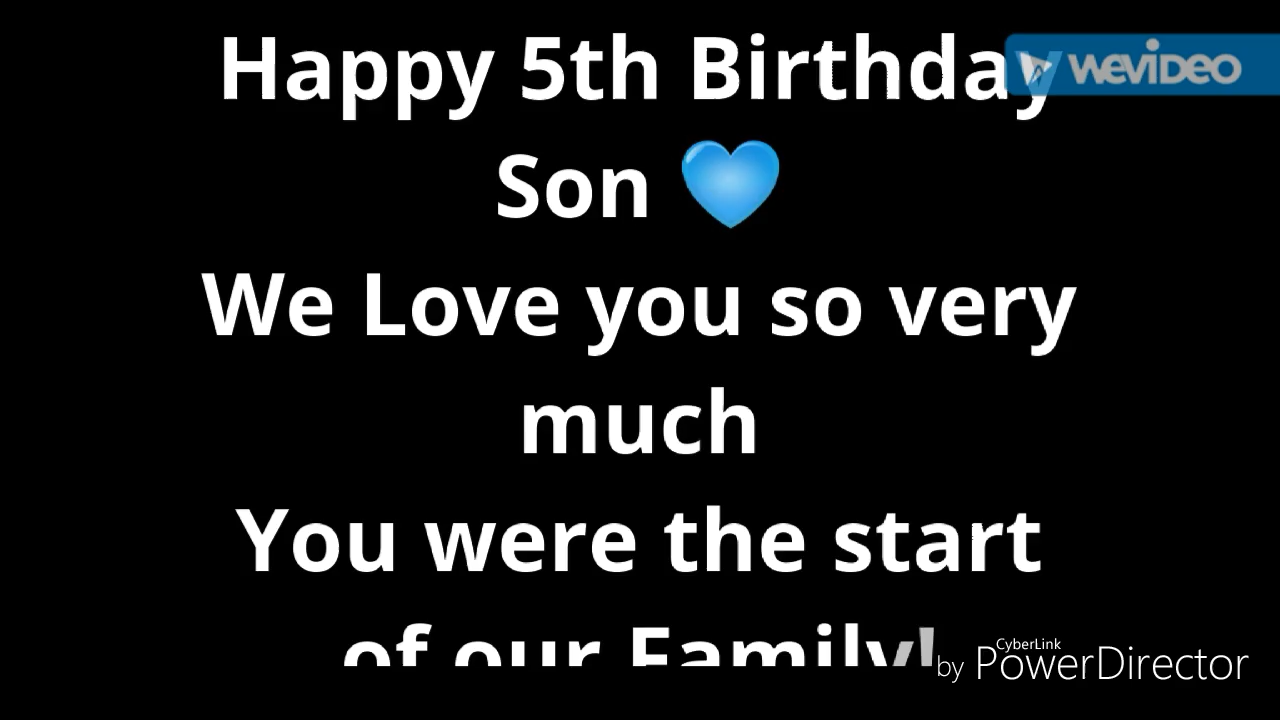 Happy 5th Birthday
WEVIDEO
Son 💙
We Love you so very
much
You were the start
of our Family!
CyberLink
by PowerDirector